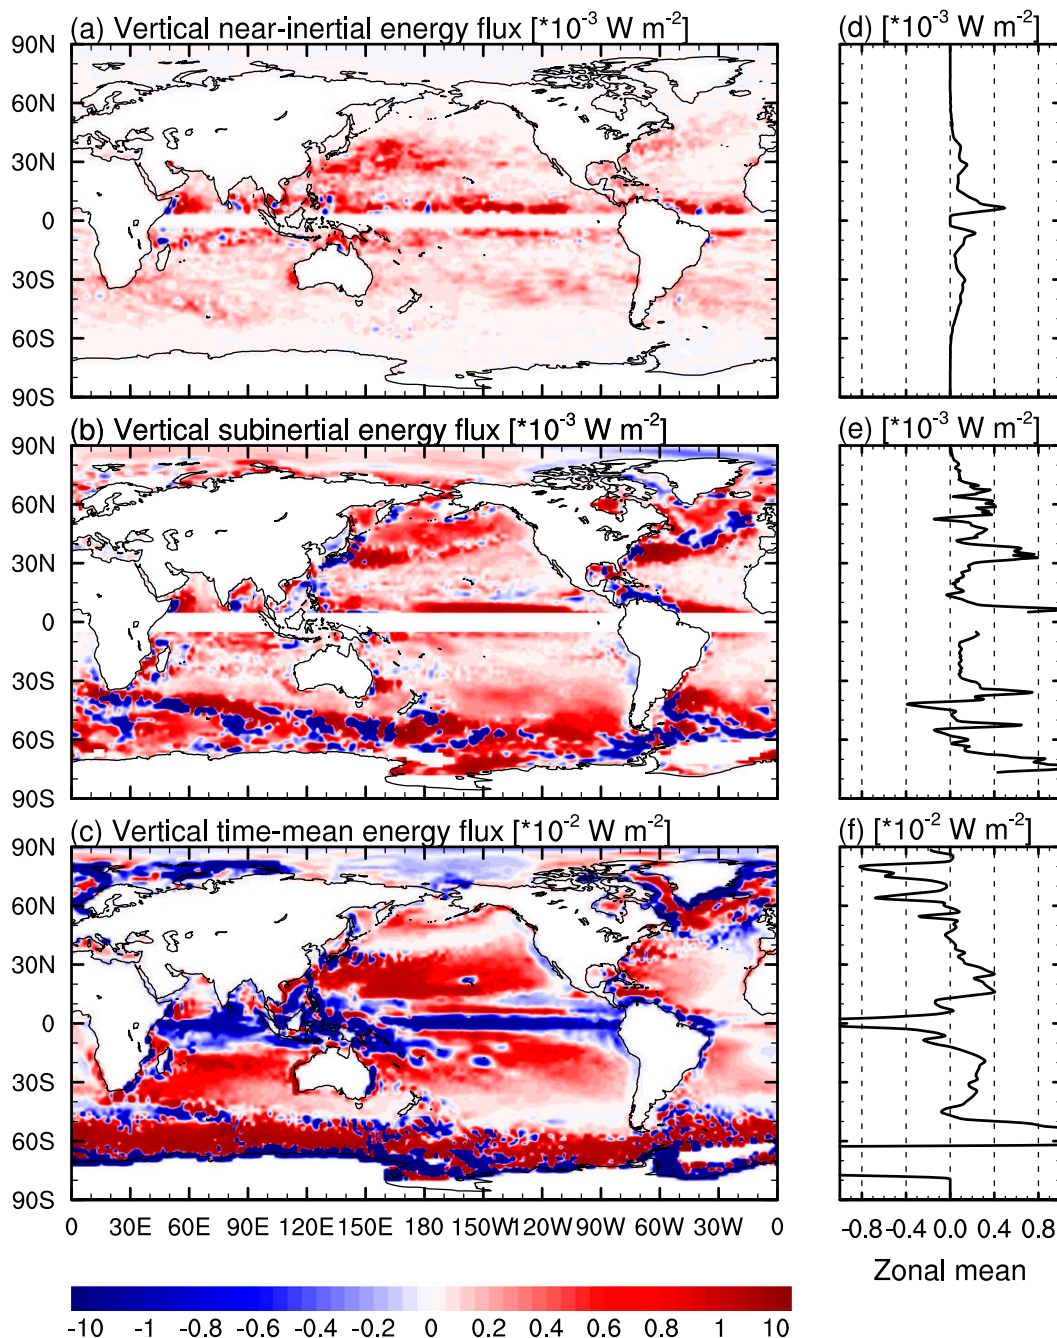 (a) Vertical near-inertial energy flux [*10-3 W m-2]
(d) [*10-3 W m-2]
90N
60N
30N
0
30S
60S
90S
(b) Vertical subinertial energy flux [*10-3 W m-2]
(e) [*10-3 W m-2]
90N
60N
30N
0
30S
60S
90S
(c) Vertical time-mean energy flux [*10-2 W m-2]
(f) [*10-2 W m-2]
90N
60N
30N
0
30S
60S
90S
0 30E 60E 90E 120E 150E 180E 150W 120W 90W 60W 30W 0
-0.8 -0.4 0.0 0.4 0.8
Zonal mean
-10 -1 -0.8 -0.6 -0.4 -0.2 0 0.2 0.4 0.6 0.8 1 10